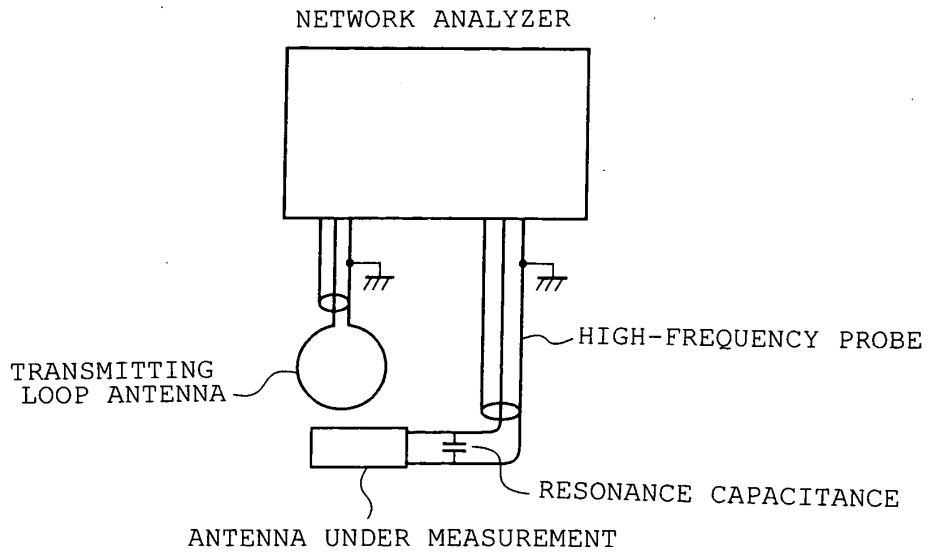 NETWORK ANALYZER
HIGH-FREQUENCY PROBE
TRANSMITTING
LOOP ANTENNA
RESONANCE CAPACITANCE
ANTENNA UNDER MEASUREMENT